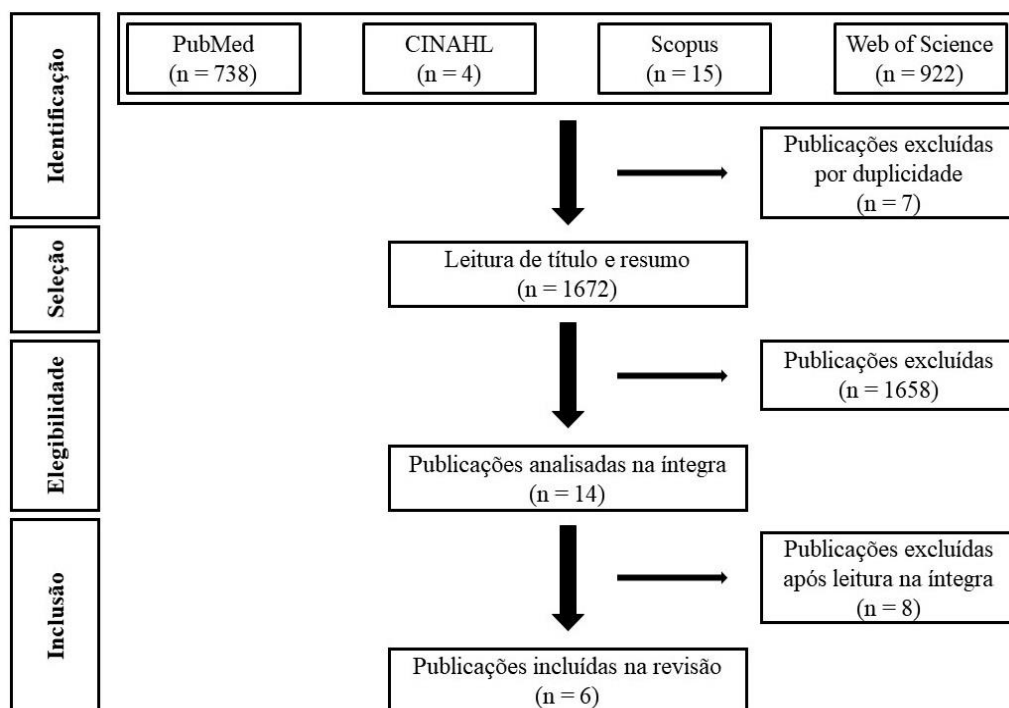 Identificação
PubMed
(n = 738)
CINAHL
(n = 4)
Scopus
(n = 15)
Web of Science
(n = 922)
Publicações excluídas
por duplicidade
(n = 7)
Seleção
Leitura de título e resumo
(n = 1672)
Elegibilidade
Publicações excluídas
(n = 1658)
Publicações analisadas na íntegra
(n = 14)
Inclusão
Publicações excluídas
após leitura na íntegra
(n = 8)
Publicações incluídas na revisão
(n = 6)